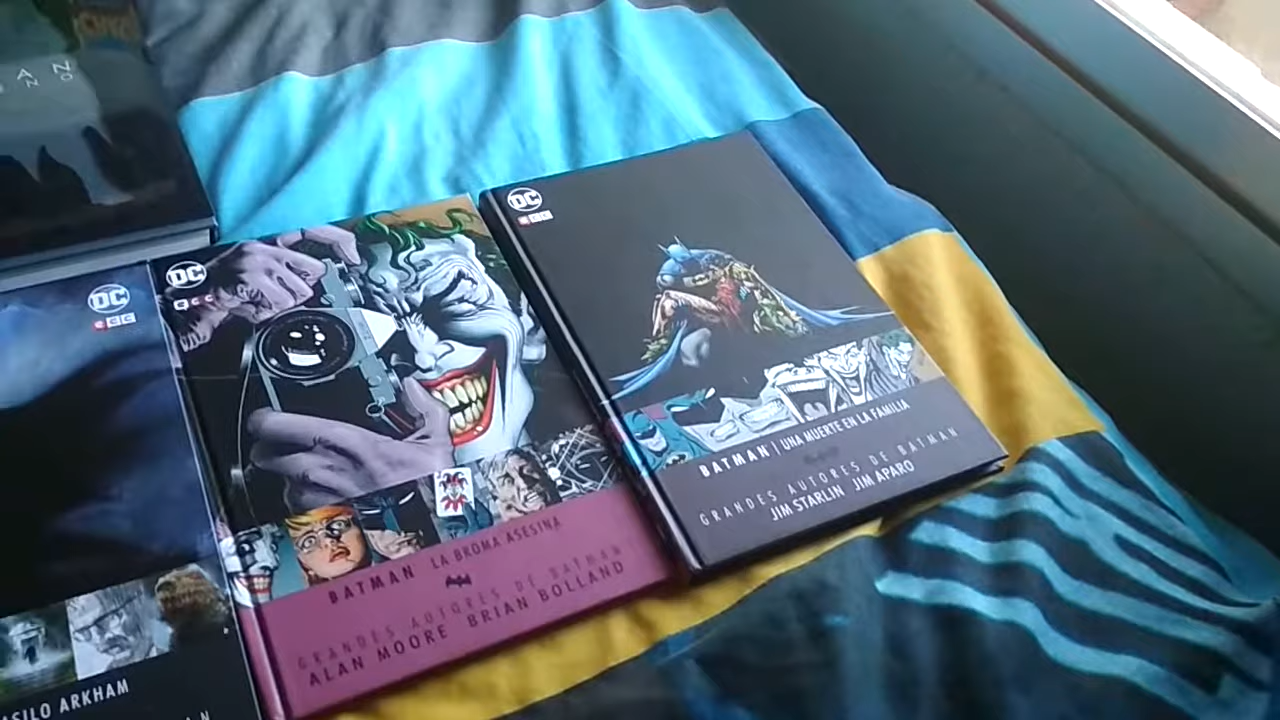 DC
ECC
ASILO ARKHAM
DC
ECC
BATMAN LA BROMA ASESINA
GRANDES AUTORES DE BATMAN
ALAN MOORE BRIAN BOLLAND
DC
ECC
BATMAN | UNA MUERTE EN LA FAMILIA
GRANDES AUTORES DE BATMAN
JIM STARLIN JIM APARO